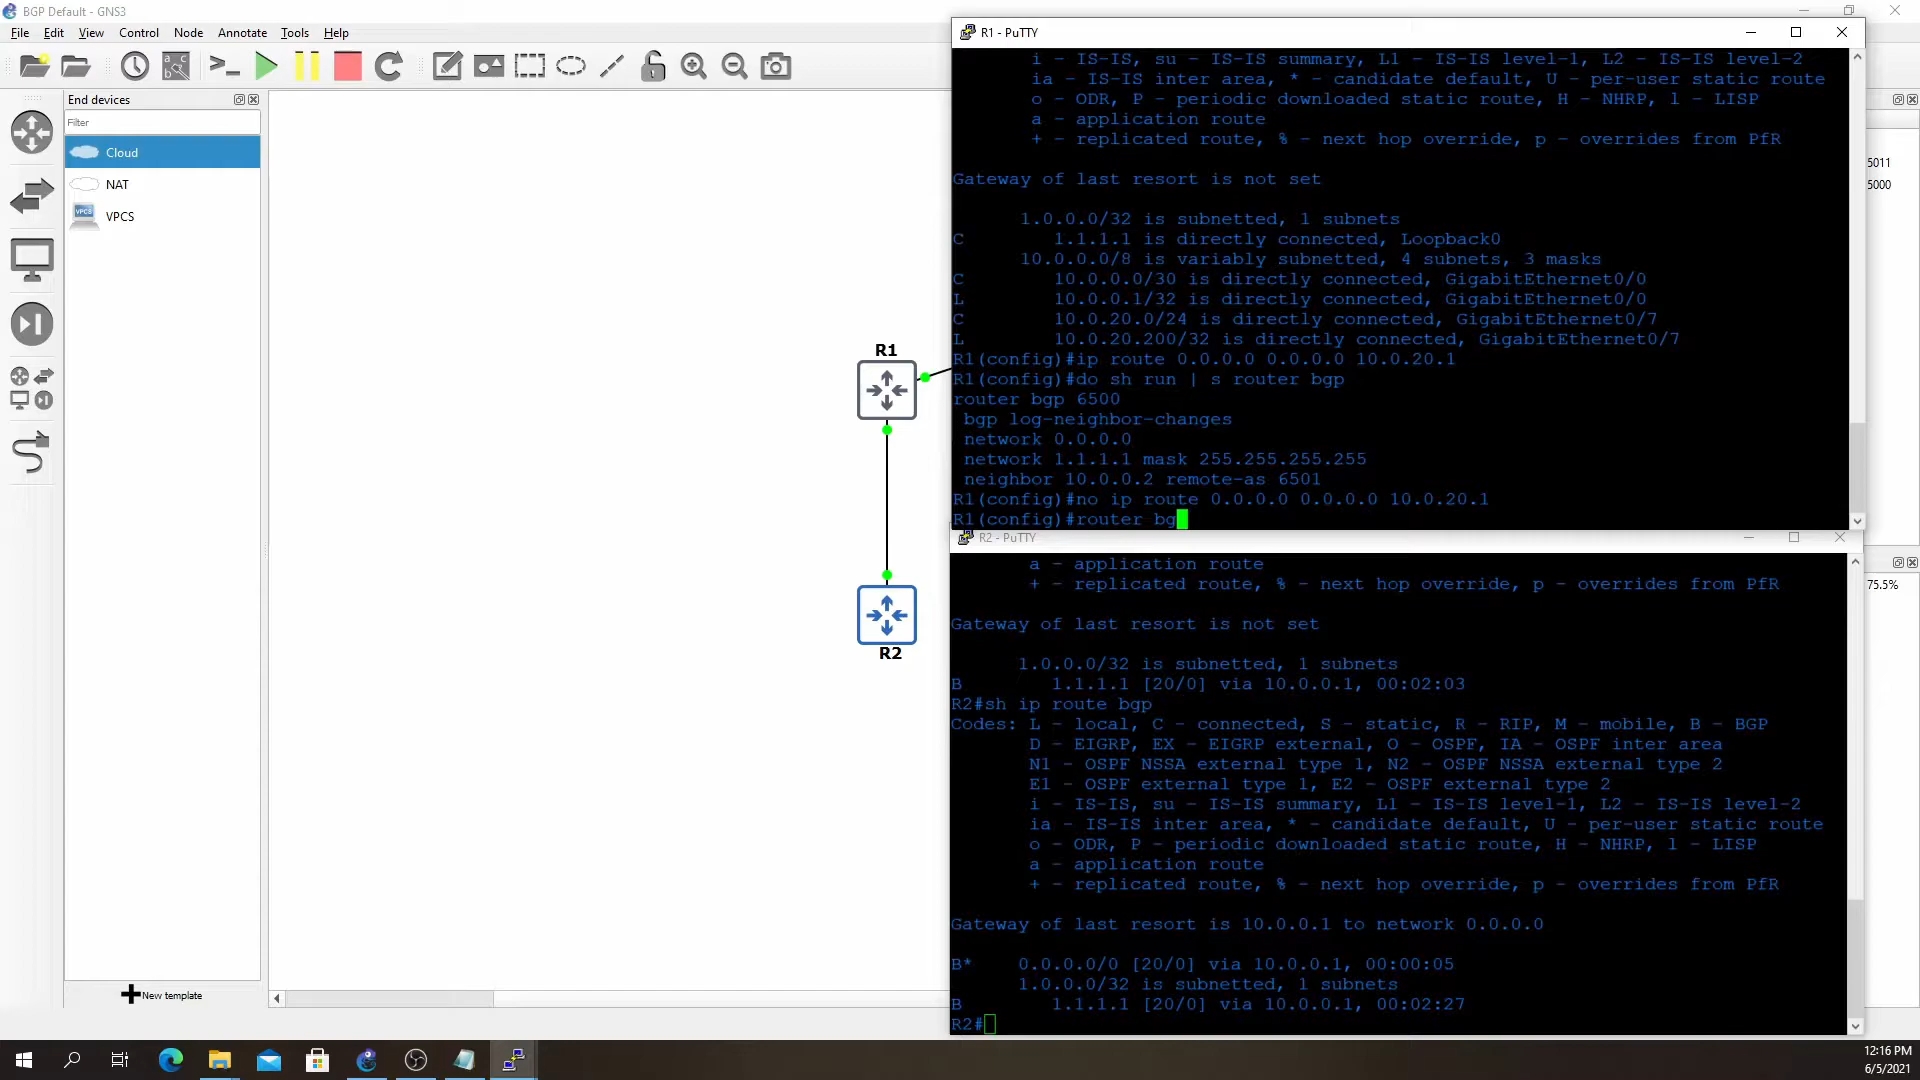 BGP Default - GNS3
File Edit View Control Node Annotate Tools Help
End devices
Filter
Cloud
NAT
VPCS
VPCS
New template
R1
R2
R1 - PuTTY
i - IS-IS, su - IS-IS summary, L1 - IS-IS level-1, L2 - IS-IS level-2
ia - IS-IS inter area, * - candidate default, U - per-user static route
o - ODR, P - periodic downloaded static route, H - NHRP, l - LISP
a - application route
+ - replicated route, % - next hop override, p - overrides from PfR
Gateway of last resort is not set
1.0.0.0/32 is subnetted, 1 subnets
C 1.1.1.1 is directly connected, Loopback0
10.0.0.0/8 is variably subnetted, 4 subnets, 3 masks
C 10.0.0.0/30 is directly connected, GigabitEthernet0/0
L 10.0.0.1/32 is directly connected, GigabitEthernet0/0
C 10.0.20.0/24 is directly connected, GigabitEthernet0/7
L 10.0.20.200/32 is directly connected, GigabitEthernet0/7
R1(config)#ip route 0.0.0.0 0.0.0.0 10.0.20.1
R1(config)#do sh run | s router bgp
router bgp 6500
bgp log-neighbor-changes
network 0.0.0.0
network 1.1.1.1 mask 255.255.255.255
neighbor 10.0.0.2 remote-as 6501
R1(config)#no ip route 0.0.0.0 0.0.0.0 10.0.20.1
R1(config)#router bg
R2 - PuTTY
a - application route
+ - replicated route, % - next hop override, p - overrides from PfR
Gateway of last resort is not set
1.0.0.0/32 is subnetted, 1 subnets
B 1.1.1.1 [20/0] via 10.0.0.1, 00:02:03
R2#sh ip route bgp
Codes: L - local, C - connected, S - static, R - RIP, M - mobile, B - BGP
D - EIGRP, EX - EIGRP external, O - OSPF, IA - OSPF inter area
N1 - OSPF NSSA external type 1, N2 - OSPF NSSA external type 2
E1 - OSPF external type 1, E2 - OSPF external type 2
i - IS-IS, su - IS-IS summary, L1 - IS-IS level-1, L2 - IS-IS level-2
ia - IS-IS inter area, * - candidate default, U - per-user static route
o - ODR, P - periodic downloaded static route, H - NHRP, l - LISP
a - application route
+ - replicated route, % - next hop override, p - overrides from PfR
Gateway of last resort is 10.0.0.1 to network 0.0.0.0
B* 0.0.0.0/0 [20/0] via 10.0.0.1, 00:00:05
1.0.0.0/32 is subnetted, 1 subnets
B 1.1.1.1 [20/0] via 10.0.0.1, 00:02:27
R2#
5011
5000
75.5%
12:16 PM
6/5/2021